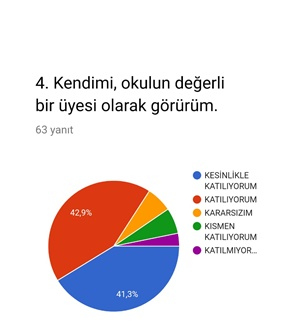 4. Kendimi, okulun değerli
bir üyesi olarak görürüm.
63 yanıt
KESİNLİKLE
KATILIYORUM
KATILIYORUM
KARARSIZIM
KISMEN
KATILIYORUM
KATILMIYOR...
42,9%
41,3%